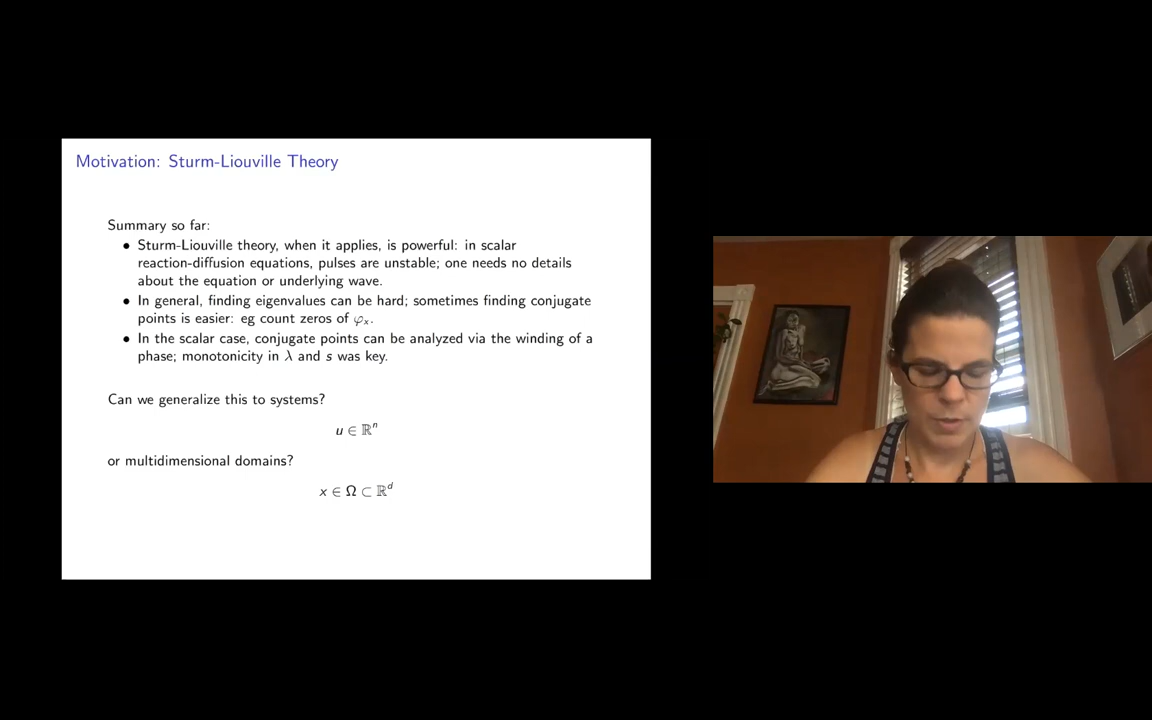 Motivation: Sturm-Liouville Theory
Summary so far:
• Sturm-Liouville theory, when it applies, is powerful: in scalar
reaction-diffusion equations, pulses are unstable; one needs no details
about the equation or underlying wave.
• In general, finding eigenvalues can be hard; sometimes finding conjugate
points is easier: eg count zeros of φₓ.
• In the scalar case, conjugate points can be analyzed via the winding of a
phase; monotonicity in λ and s was key.
Can we generalize this to systems?
u ∈ ℝⁿ
or multidimensional domains?
x ∈ Ω ⊂ ℝᵈ